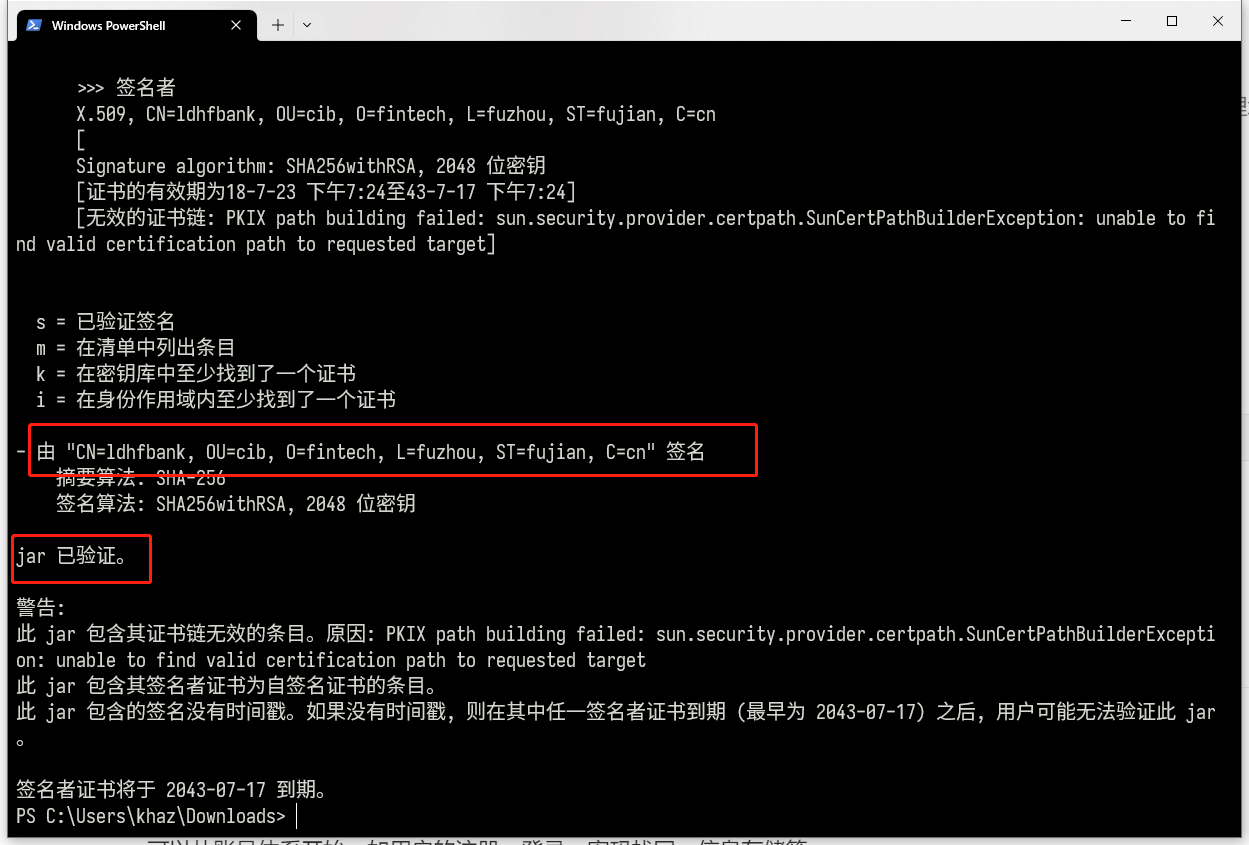 Windows PowerShell
>>> 签名者
X.509, CN=ldhfbank, OU=cib, O=fintech, L=fuzhou, ST=fujian, C=cn
[
Signature algorithm: SHA256withRSA, 2048 位密钥
[证书的有效期为18-7-23 下午7:24至43-7-17 下午7:24]
[无效的证书链: PKIX path building failed: sun.security.provider.certpath.SunCertPathBuilderException: unable to fi
nd valid certification path to requested target]
s = 已验证签名
m = 在清单中列出条目
k = 在密钥库中至少找到了一个证书
i = 在身份作用域内至少找到了一个证书
- 由 "CN=ldhfbank, OU=cib, O=fintech, L=fuzhou, ST=fujian, C=cn" 签名
摘要算法: SHA-256
签名算法: SHA256withRSA, 2048 位密钥
jar 已验证。
警告:
此 jar 包含其证书链无效的条目。原因: PKIX path building failed: sun.security.provider.certpath.SunCertPathBuilderExcepti
on: unable to find valid certification path to requested target
此 jar 包含其签名者证书为自签名证书的条目。
此 jar 包含的签名没有时间戳。如果没有时间戳, 则在其中任一签名者证书到期 (最早为 2043-07-17) 之后, 用户可能无法验证此 jar
。
签名者证书将于 2043-07-17 到期。
PS C:\Users\khaz\Downloads>